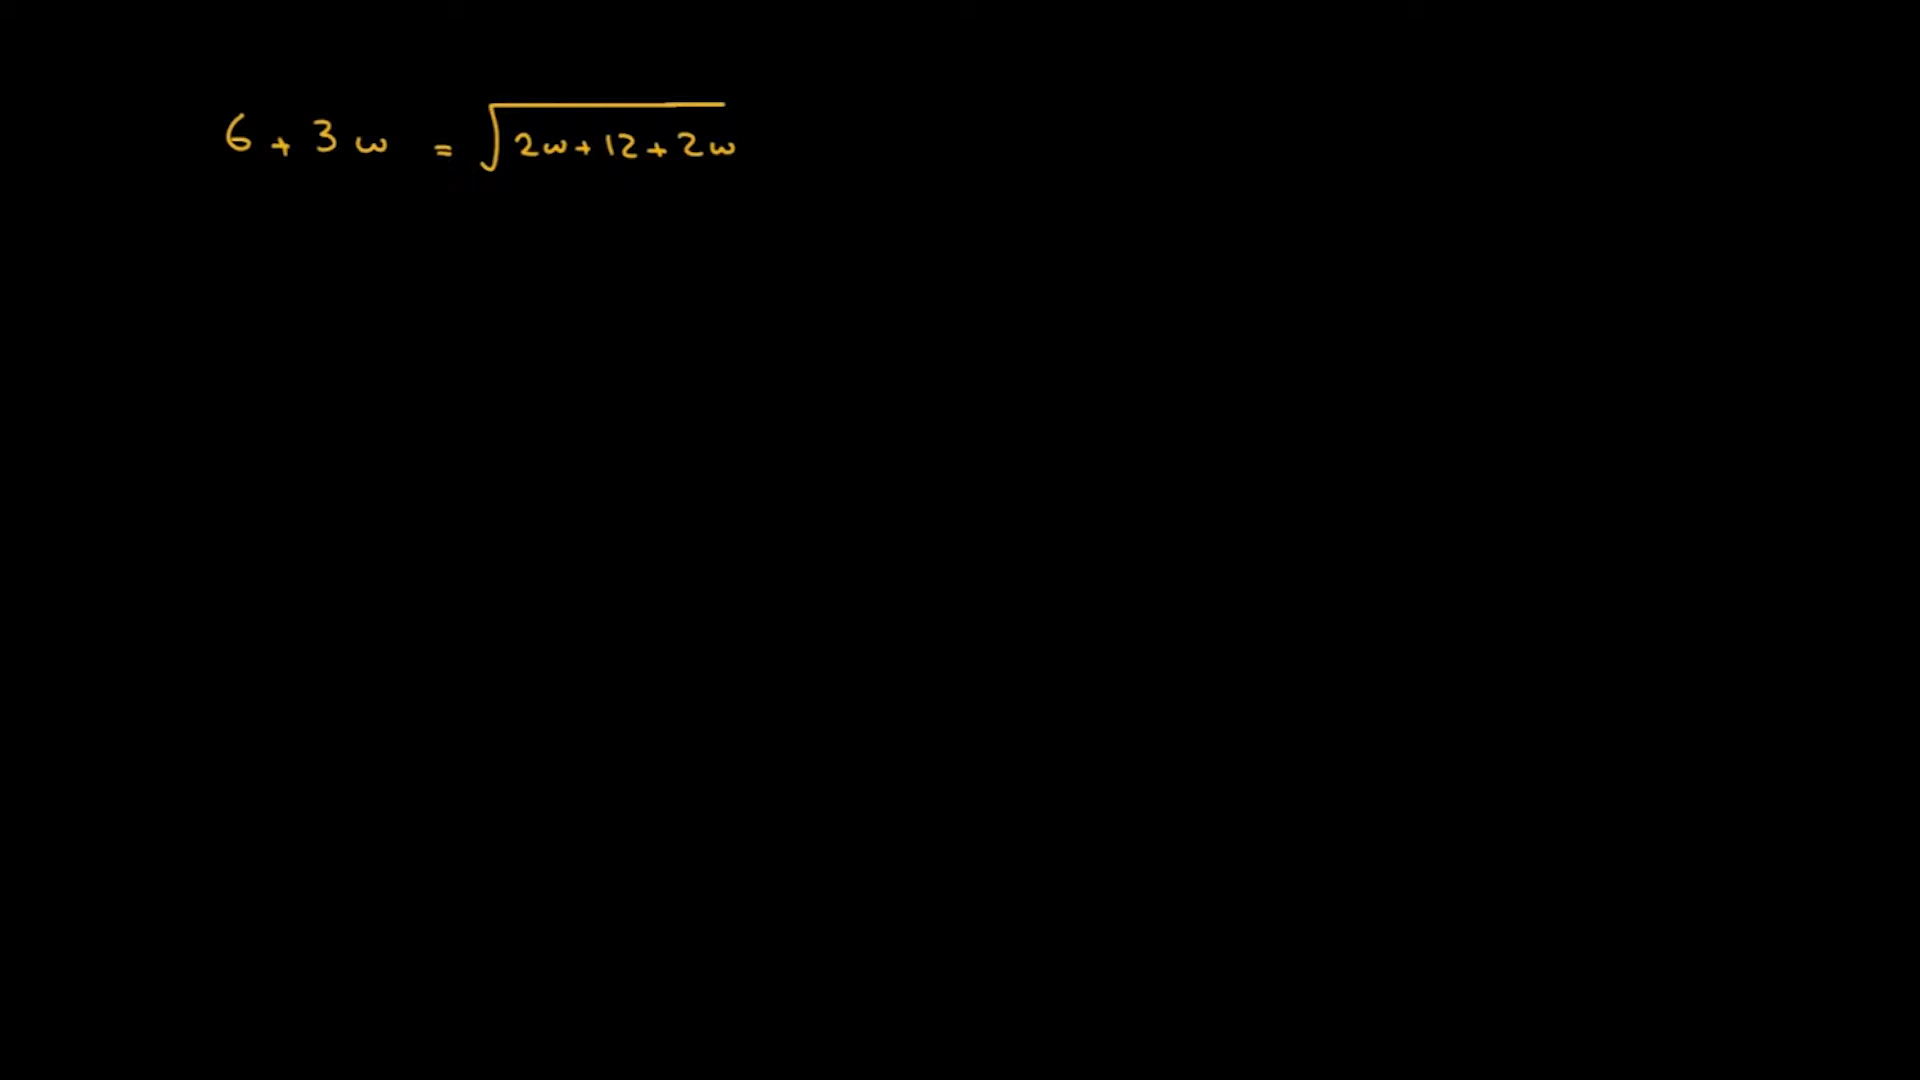 6 + 3w = √(2w + 12 + 2w)